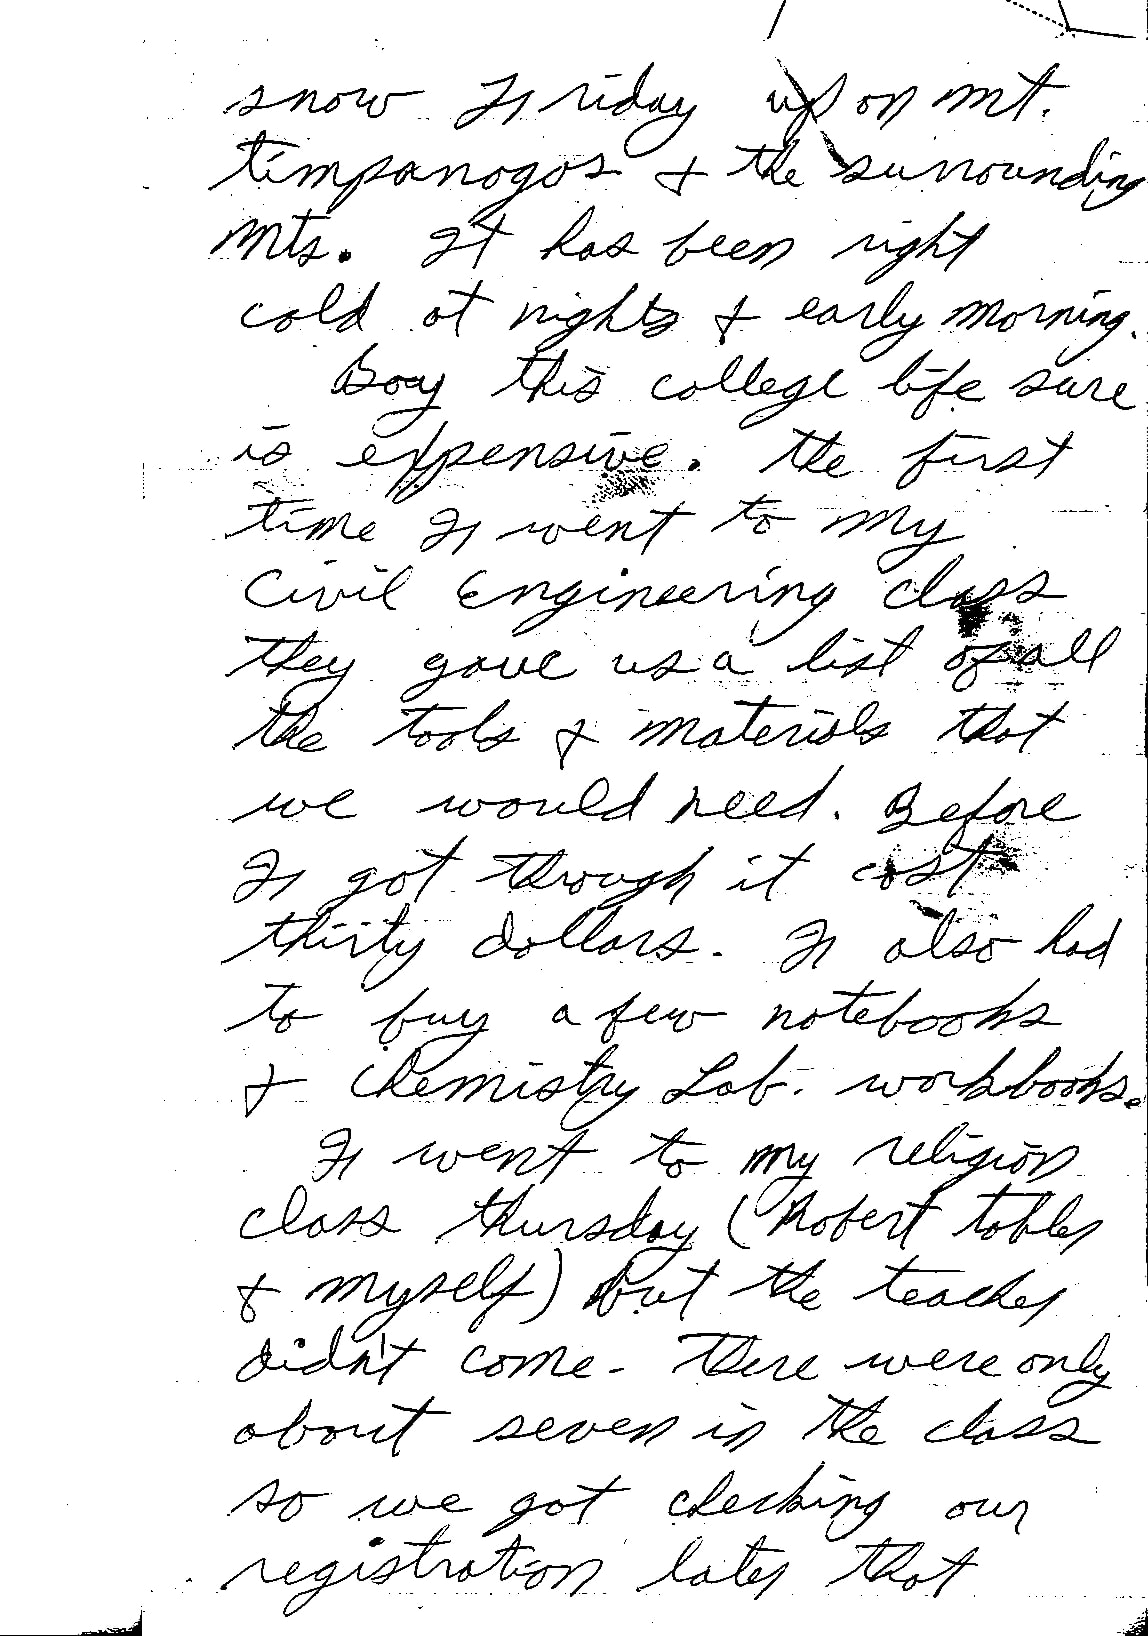 snow Friday up on Mt.
Timpanogos & the surrounding
Mts. It has been right
cold at nights & early morning.
Boy this college life sure
is expensive. The first
time I went to my
Civil Engineering class
they gave us a list of all
the tools & materials that
we would need. Before
I got through it cost
thirty dollars. I also had
to buy a few notebooks
& Chemistry Lab. workbooks.
I went to my religion
class Thursday (Robert Tobler
& myself) but the teacher
didn't come. There were only
about seven in the class
so we got checking our
registration later that